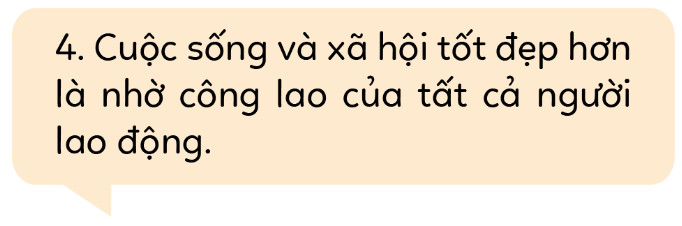 4. Cuộc sống và xã hội tốt đẹp hơn
là nhờ công lao của tất cả người
lao động.